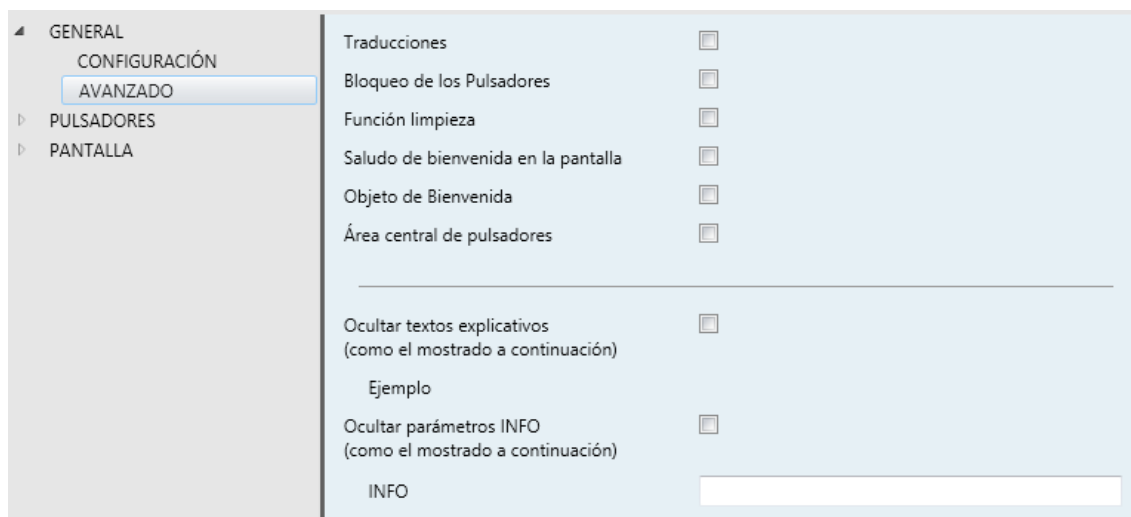 GENERAL
CONFIGURACIÓN
AVANZADO
PULSADORES
PANTALLA
Traducciones
Bloqueo de los Pulsadores
Función limpieza
Saludo de bienvenida en la pantalla
Objeto de Bienvenida
Área central de pulsadores
Ocultar textos explicativos
(como el mostrado a continuación)
Ejemplo
Ocultar parámetros INFO
(como el mostrado a continuación)
INFO